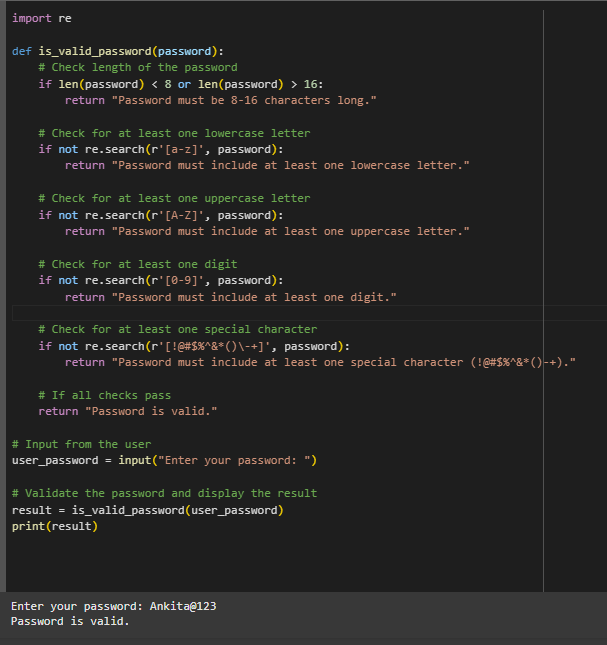 import re

def is_valid_password(password):
    # Check length of the password
    if len(password) < 8 or len(password) > 16:
        return "Password must be 8-16 characters long."

    # Check for at least one lowercase letter
    if not re.search(r'[a-z]', password):
        return "Password must include at least one lowercase letter."

    # Check for at least one uppercase letter
    if not re.search(r'[A-Z]', password):
        return "Password must include at least one uppercase letter."

    # Check for at least one digit
    if not re.search(r'[0-9]', password):
        return "Password must include at least one digit."

    # Check for at least one special character
    if not re.search(r'[!@#$%^&*()\-+]', password):
        return "Password must include at least one special character (!@#$%^&*()-+)."

    # If all checks pass
    return "Password is valid."

# Input from the user
user_password = input("Enter your password: ")

# Validate the password and display the result
result = is_valid_password(user_password)
print(result)

Enter your password: Ankita@123
Password is valid.